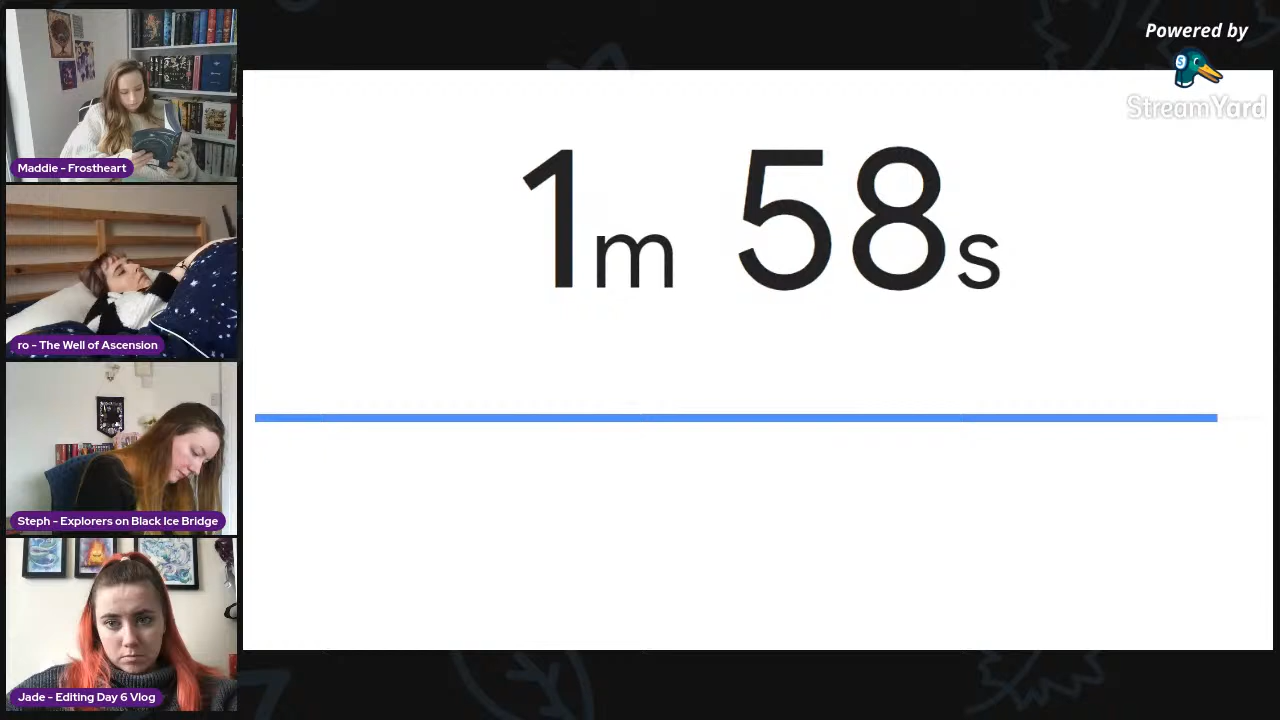 Powered by
StreamYard
1m 58s
Maddie - Frostheart
ro - The Well of Ascension
Steph - Explorers on Black Ice Bridge
Jade - Editing Day 6 Vlog